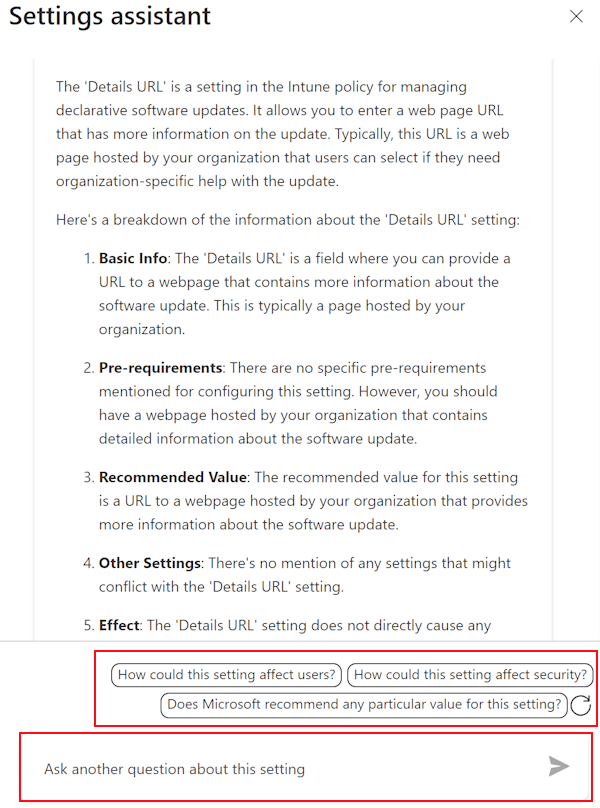 Settings assistant
The 'Details URL' is a setting in the Intune policy for managing
declarative software updates. It allows you to enter a web page URL
that has more information on the update. Typically, this URL is a web
page hosted by your organization that users can select if they need
organization-specific help with the update.
Here's a breakdown of the information about the 'Details URL' setting:
1. Basic Info: The 'Details URL' is a field where you can provide a
URL to a webpage that contains more information about the
software update. This is typically a page hosted by your
organization.
2. Pre-requirements: There are no specific pre-requirements
mentioned for configuring this setting. However, you should
have a webpage hosted by your organization that contains
detailed information about the software update.
3. Recommended Value: The recommended value for this setting
is a URL to a webpage hosted by your organization that provides
more information about the software update.
4. Other Settings: There's no mention of any settings that might
conflict with the 'Details URL' setting.
5. Effect: The 'Details URL' setting does not directly cause any
How could this setting affect users? How could this setting affect security?
Does Microsoft recommend any particular value for this setting?
Ask another question about this setting